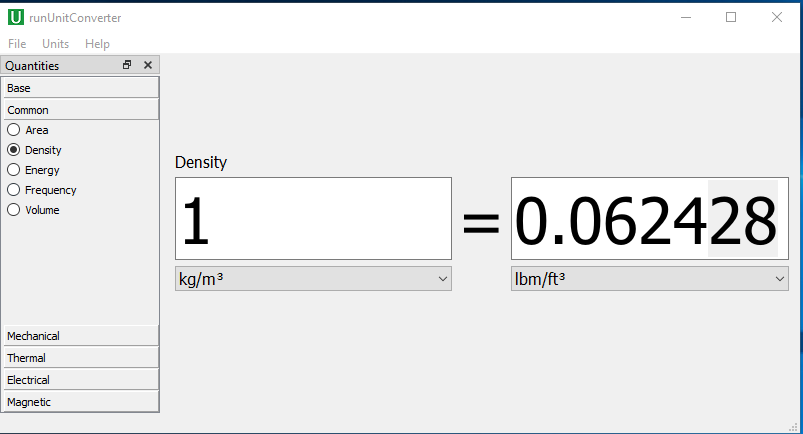 U runUnitConverter
File Units Help
Quantities
Base
Common
Area
Density
Energy
Frequency
Volume
Mechanical
Thermal
Electrical
Magnetic
Density
1 = 0.062428
kg/m³ lbm/ft³